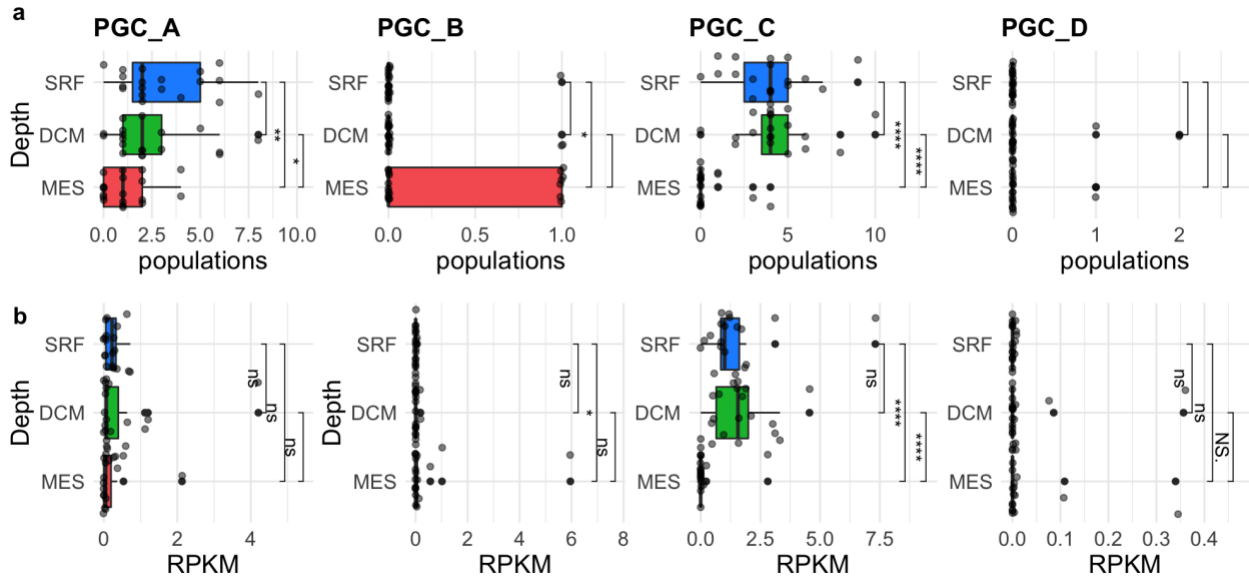 a
PGC_A PGC_B PGC_C PGC_D
Depth
SRF SRF SRF SRF
DCM DCM DCM DCM
MES MES MES MES
** * * **** **** 
0.0 2.5 5.0 7.5 10.0 0.0 0.5 1.0 0 5 10 0 1 2
populations populations populations populations
b
Depth Depth Depth Depth
SRF SRF SRF SRF
DCM DCM DCM DCM
MES MES MES MES
ns ns ns ns * ns ns **** **** ns ns NS.
0 2 4 0 2 4 6 8 0.0 2.5 5.0 7.5 0.0 0.1 0.2 0.3 0.4
RPKM RPKM RPKM RPKM